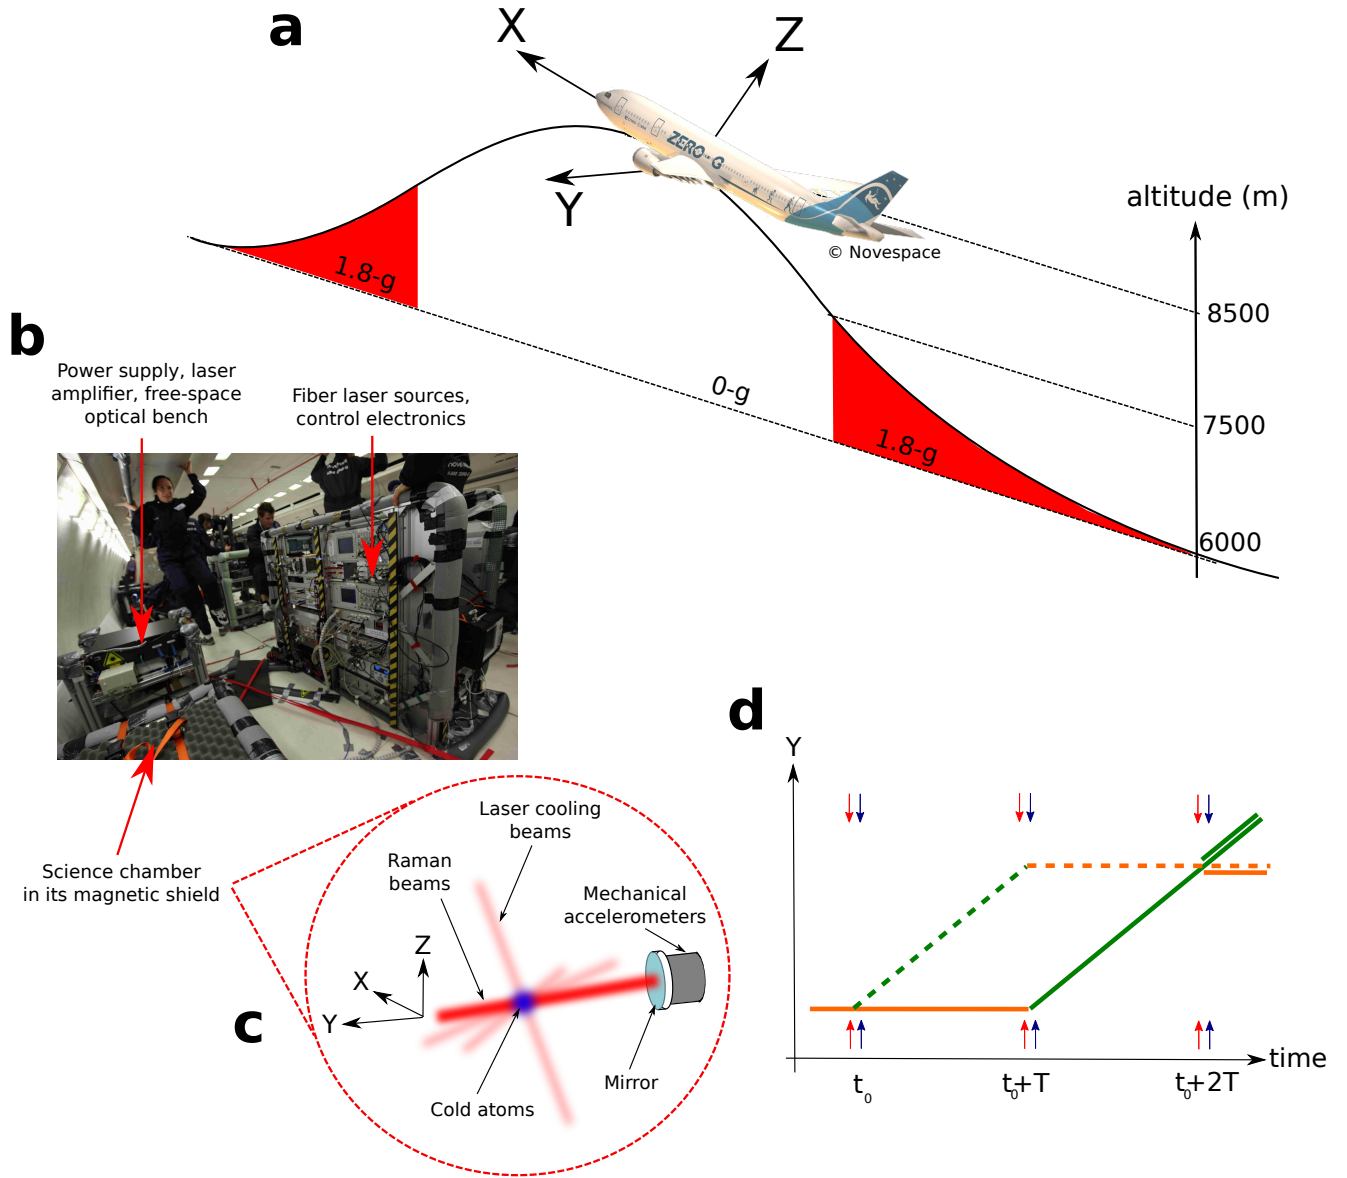 a
X
Z
ZERO-G
Y
© Novespace
altitude (m)
8500
7500
6000
1.8-g
0-g
1.8-g
b
Power supply, laser
amplifier, free-space
optical bench
Fiber laser sources,
control electronics
Science chamber
in its magnetic shield
c
Laser cooling
beams
Raman
beams
Mechanical
accelerometers
Z
X
Y
Mirror
Cold atoms
d
Y
time
t0
t0+T
t0+2T